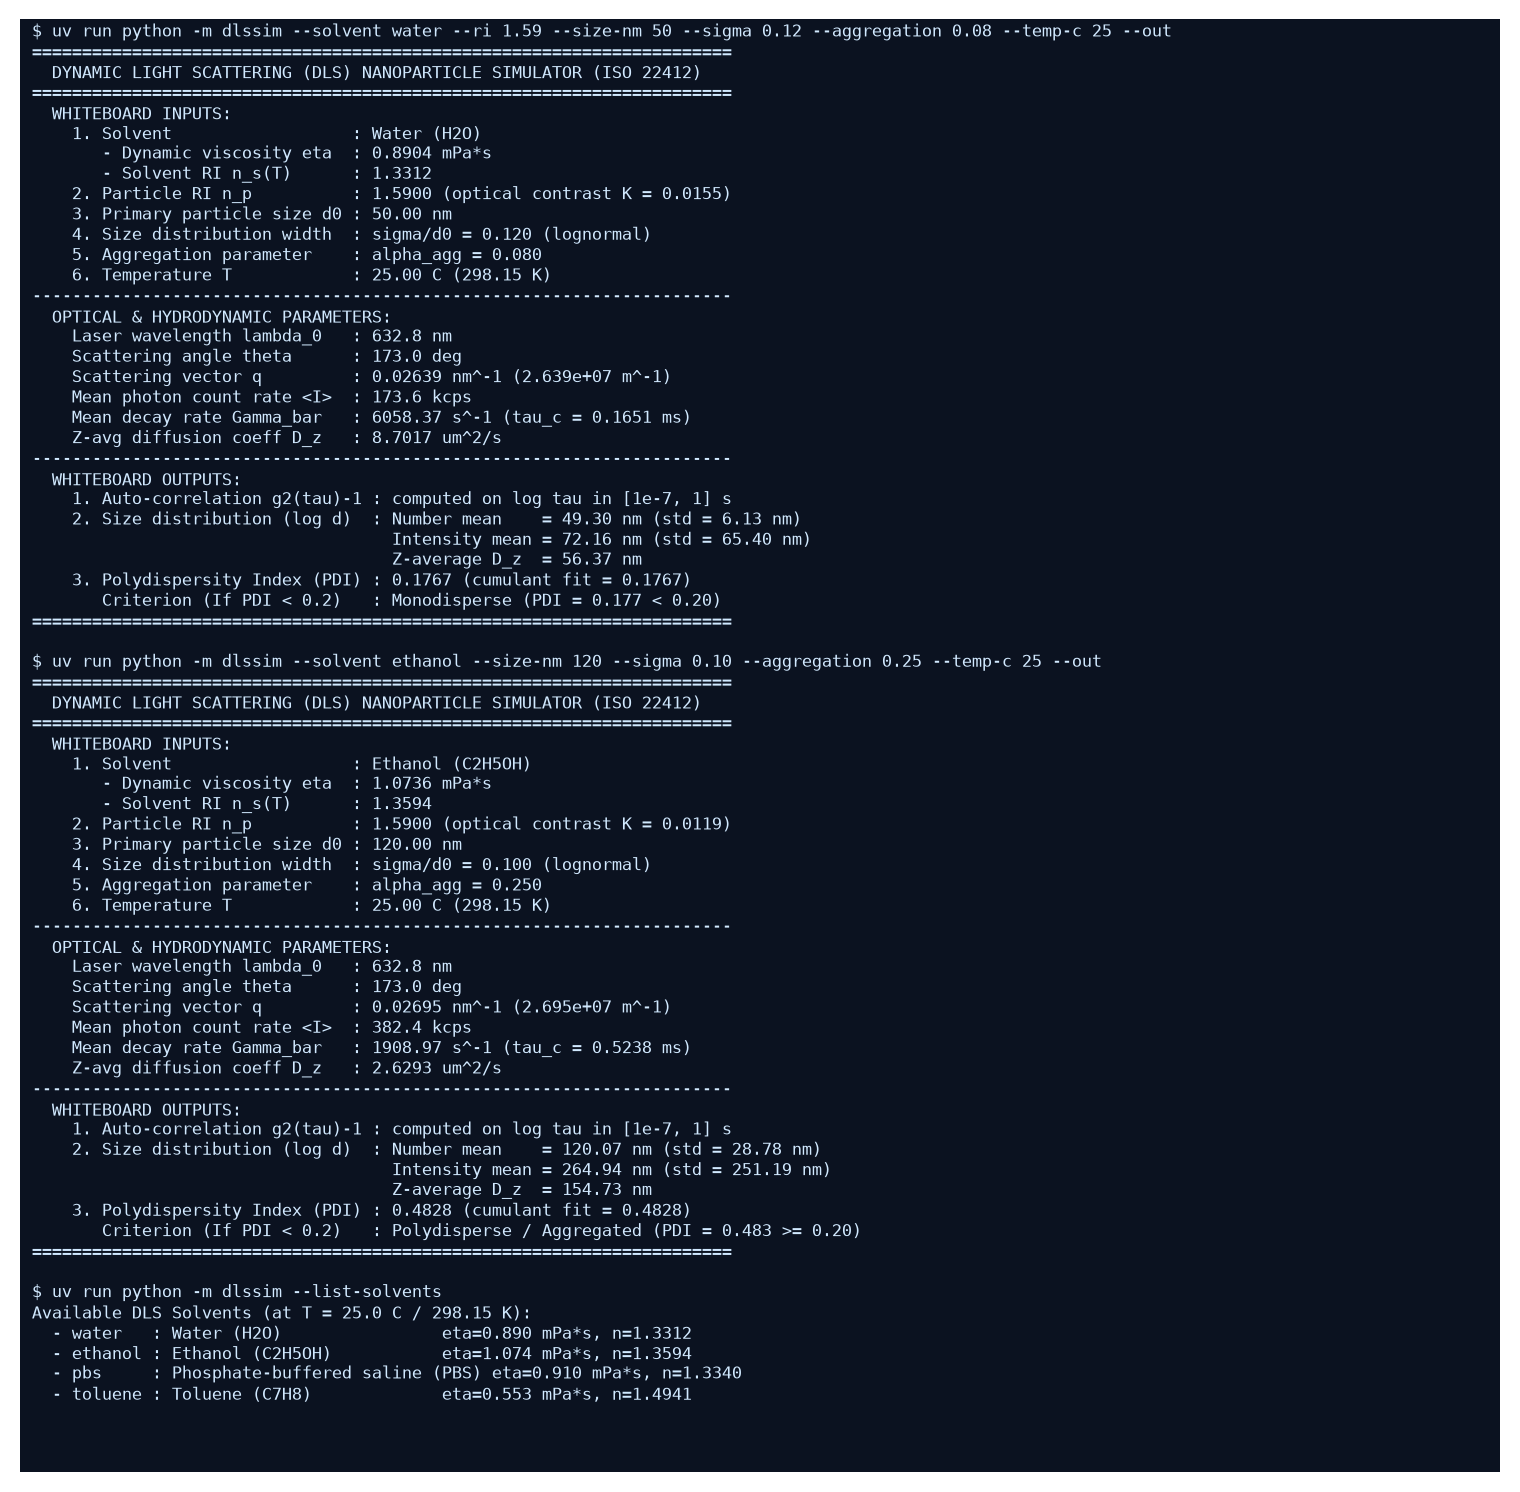 $ uv run python -m dlssim --solvent water --ri 1.59 --size-nm 50 --sigma 0.12 --aggregation 0.08 --temp-c 25 --out
======================================================================
  DYNAMIC LIGHT SCATTERING (DLS) NANOPARTICLE SIMULATOR (ISO 22412)
======================================================================
  WHITEBOARD INPUTS:
    1. Solvent                  : Water (H2O)
       - Dynamic viscosity eta  : 0.8904 mPa*s
       - Solvent RI n_s(T)      : 1.3312
    2. Particle RI n_p          : 1.5900 (optical contrast K = 0.0155)
    3. Primary particle size d0 : 50.00 nm
    4. Size distribution width  : sigma/d0 = 0.120 (lognormal)
    5. Aggregation parameter    : alpha_agg = 0.080
    6. Temperature T            : 25.00 C (298.15 K)
----------------------------------------------------------------------
  OPTICAL & HYDRODYNAMIC PARAMETERS:
    Laser wavelength lambda_0   : 632.8 nm
    Scattering angle theta      : 173.0 deg
    Scattering vector q         : 0.02639 nm^-1 (2.639e+07 m^-1)
    Mean photon count rate <I>  : 173.6 kcps
    Mean decay rate Gamma_bar   : 6058.37 s^-1 (tau_c = 0.1651 ms)
    Z-avg diffusion coeff D_z   : 8.7017 um^2/s
----------------------------------------------------------------------
  WHITEBOARD OUTPUTS:
    1. Auto-correlation g2(tau)-1 : computed on log tau in [1e-7, 1] s
    2. Size distribution (log d)  : Number mean    = 49.30 nm (std = 6.13 nm)
                                    Intensity mean = 72.16 nm (std = 65.40 nm)
                                    Z-average D_z  = 56.37 nm
    3. Polydispersity Index (PDI) : 0.1767 (cumulant fit = 0.1767)
       Criterion (If PDI < 0.2)   : Monodisperse (PDI = 0.177 < 0.20)
======================================================================
$ uv run python -m dlssim --solvent ethanol --size-nm 120 --sigma 0.10 --aggregation 0.25 --temp-c 25 --out
======================================================================
  DYNAMIC LIGHT SCATTERING (DLS) NANOPARTICLE SIMULATOR (ISO 22412)
======================================================================
  WHITEBOARD INPUTS:
    1. Solvent                  : Ethanol (C2H5OH)
       - Dynamic viscosity eta  : 1.0736 mPa*s
       - Solvent RI n_s(T)      : 1.3594
    2. Particle RI n_p          : 1.5900 (optical contrast K = 0.0119)
    3. Primary particle size d0 : 120.00 nm
    4. Size distribution width  : sigma/d0 = 0.100 (lognormal)
    5. Aggregation parameter    : alpha_agg = 0.250
    6. Temperature T            : 25.00 C (298.15 K)
----------------------------------------------------------------------
  OPTICAL & HYDRODYNAMIC PARAMETERS:
    Laser wavelength lambda_0   : 632.8 nm
    Scattering angle theta      : 173.0 deg
    Scattering vector q         : 0.02695 nm^-1 (2.695e+07 m^-1)
    Mean photon count rate <I>  : 382.4 kcps
    Mean decay rate Gamma_bar   : 1908.97 s^-1 (tau_c = 0.5238 ms)
    Z-avg diffusion coeff D_z   : 2.6293 um^2/s
----------------------------------------------------------------------
  WHITEBOARD OUTPUTS:
    1. Auto-correlation g2(tau)-1 : computed on log tau in [1e-7, 1] s
    2. Size distribution (log d)  : Number mean    = 120.07 nm (std = 28.78 nm)
                                    Intensity mean = 264.94 nm (std = 251.19 nm)
                                    Z-average D_z  = 154.73 nm
    3. Polydispersity Index (PDI) : 0.4828 (cumulant fit = 0.4828)
       Criterion (If PDI < 0.2)   : Polydisperse / Aggregated (PDI = 0.483 >= 0.20)
======================================================================
$ uv run python -m dlssim --list-solvents
Available DLS Solvents (at T = 25.0 C / 298.15 K):
  - water   : Water (H2O)                eta=0.890 mPa*s, n=1.3312
  - ethanol : Ethanol (C2H5OH)           eta=1.074 mPa*s, n=1.3594
  - pbs     : Phosphate-buffered saline (PBS) eta=0.910 mPa*s, n=1.3340
  - toluene : Toluene (C7H8)             eta=0.553 mPa*s, n=1.4941